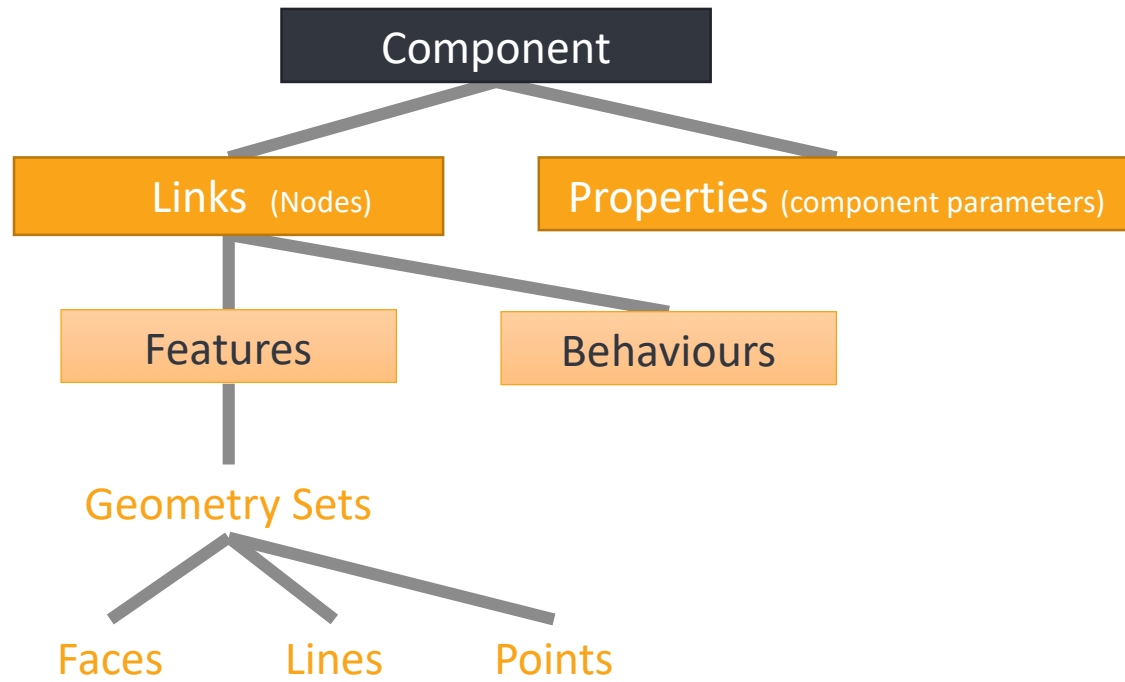 Component
Links (Nodes)
Properties (component parameters)
Features
Behaviours
Geometry Sets
Faces
Lines
Points